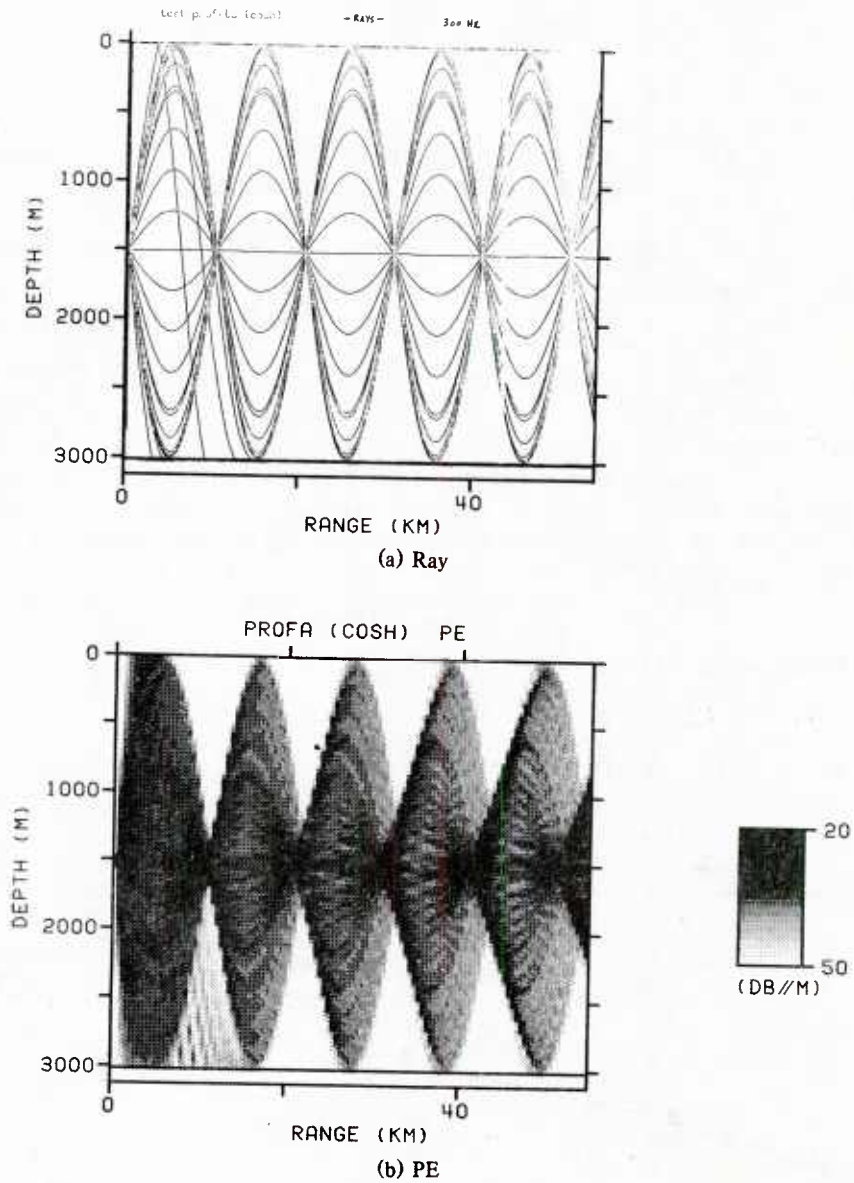 -RAYS- 300 HZ
0
1000
2000
3000
DEPTH (M)
0 40
RANGE (KM)
(a) Ray
PROFA (COSH) PE
0
1000
2000
3000
DEPTH (M)
0 40
RANGE (KM)
20
50
(DB//M)
(b) PE